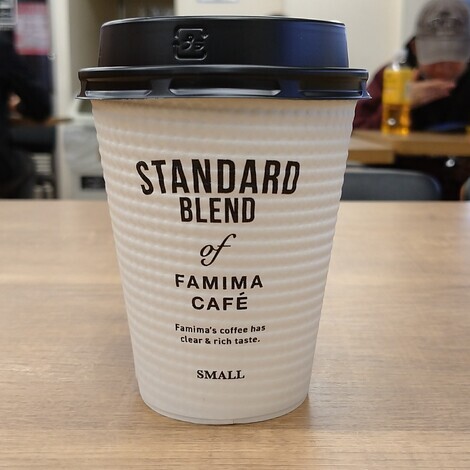 STANDARD
BLEND
of
FAMIMA
CAFÉ
Famima's coffee has
clear & rich taste.
SMALL